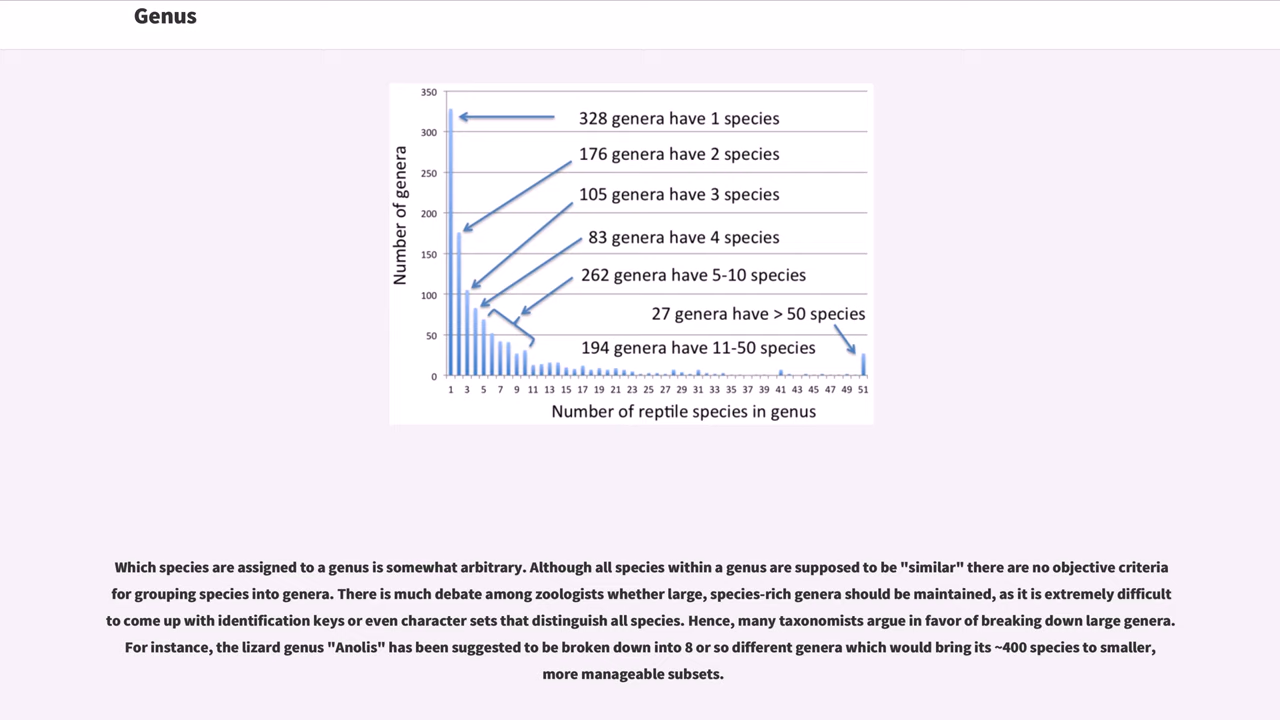 Genus
350
300
250
200
150
100
50
0
Number of genera
328 genera have 1 species
176 genera have 2 species
105 genera have 3 species
83 genera have 4 species
262 genera have 5-10 species
27 genera have > 50 species
194 genera have 11-50 species
1 3 5 7 9 11 13 15 17 19 21 23 25 27 29 31 33 35 37 39 41 43 45 47 49 51
Number of reptile species in genus
Which species are assigned to a genus is somewhat arbitrary. Although all species within a genus are supposed to be "similar" there are no objective criteria
for grouping species into genera. There is much debate among zoologists whether large, species-rich genera should be maintained, as it is extremely difficult
to come up with identification keys or even character sets that distinguish all species. Hence, many taxonomists argue in favor of breaking down large genera.
For instance, the lizard genus "Anolis" has been suggested to be broken down into 8 or so different genera which would bring its ~400 species to smaller,
more manageable subsets.